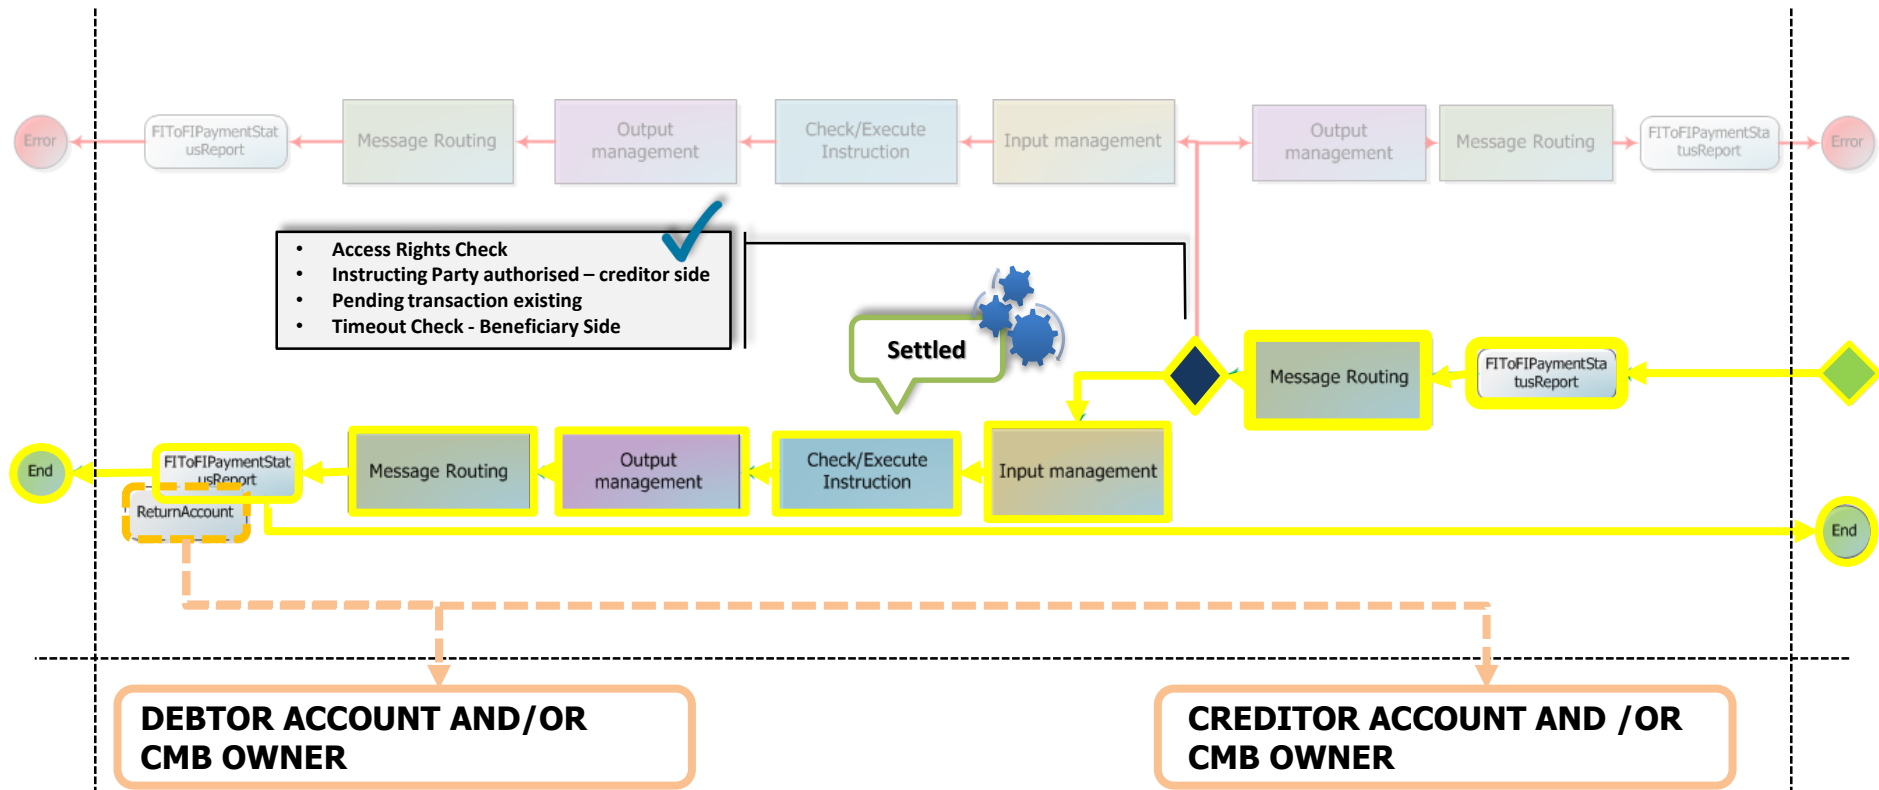 Error
FIToFIPaymentStat
usReport
Message Routing
Output
management
Check/Execute
Instruction
Input management
Output
management
Message Routing
FIToFIPaymentSta
tusReport
Error
• Access Rights Check
• Instructing Party authorised – creditor side
• Pending transaction existing
• Timeout Check - Beneficiary Side
Settled
Message Routing
FIToFIPaymentSta
tusReport
End
FIToFIPaymentStat
usReport
ReturnAccount
Message Routing
Output
management
Check/Execute
Instruction
Input management
End
DEBTOR ACCOUNT AND/OR
CMB OWNER
CREDITOR ACCOUNT AND /OR
CMB OWNER